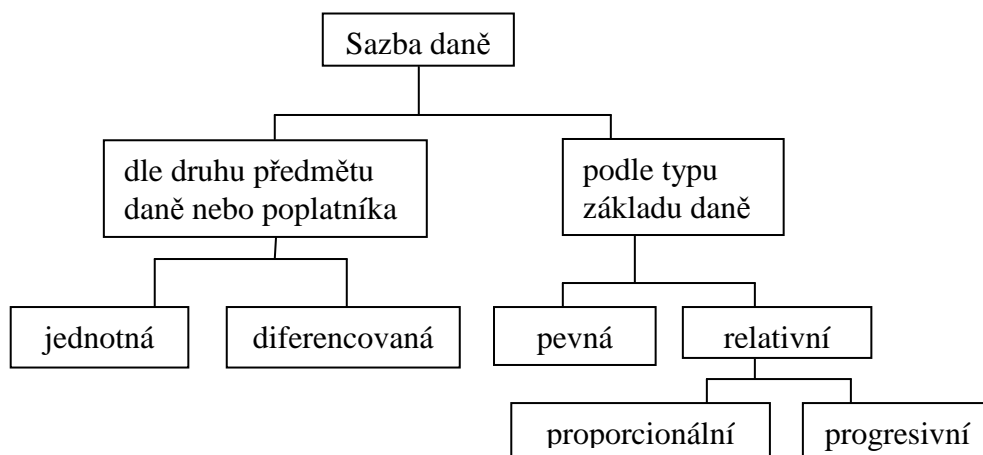 Sazba daně
dle druhu předmětu
daně nebo poplatníka
podle typu
základu daně
jednotná
diferencovaná
pevná
relativní
proporcionální
progresivní